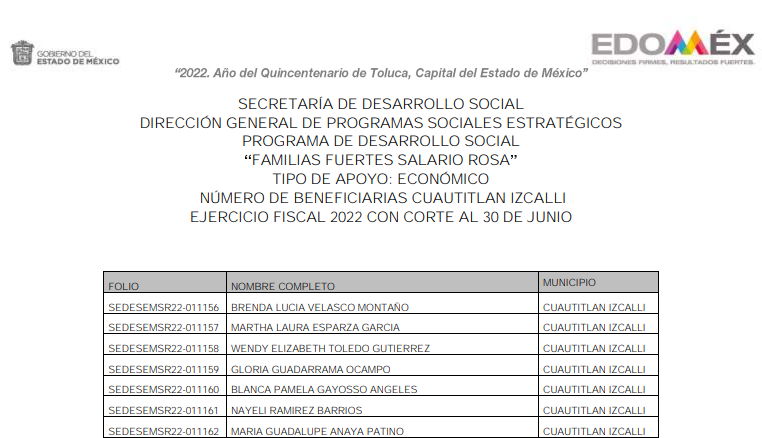 GOBIERNO DEL
ESTADO DE MÉXICO
EDOMÉX
DECISIONES FIRMES, RESULTADOS FUERTES.
“2022. Año del Quincentenario de Toluca, Capital del Estado de México”
SECRETARÍA DE DESARROLLO SOCIAL
DIRECCIÓN GENERAL DE PROGRAMAS SOCIALES ESTRATÉGICOS
PROGRAMA DE DESARROLLO SOCIAL
“FAMILIAS FUERTES SALARIO ROSA”
TIPO DE APOYO: ECONÓMICO
NÚMERO DE BENEFICIARIAS CUAUTITLAN IZCALLI
EJERCICIO FISCAL 2022 CON CORTE AL 30 DE JUNIO
FOLIO NOMBRE COMPLETO MUNICIPIO
SEDESEMSR22-011156 BRENDA LUCIA VELASCO MONTAÑO CUAUTITLAN IZCALLI
SEDESEMSR22-011157 MARTHA LAURA ESPARZA GARCIA CUAUTITLAN IZCALLI
SEDESEMSR22-011158 WENDY ELIZABETH TOLEDO GUTIERREZ CUAUTITLAN IZCALLI
SEDESEMSR22-011159 GLORIA GUADARRAMA OCAMPO CUAUTITLAN IZCALLI
SEDESEMSR22-011160 BLANCA PAMELA GAYOSSO ANGELES CUAUTITLAN IZCALLI
SEDESEMSR22-011161 NAYELI RAMIREZ BARRIOS CUAUTITLAN IZCALLI
SEDESEMSR22-011162 MARIA GUADALUPE ANAYA PATINO CUAUTITLAN IZCALLI